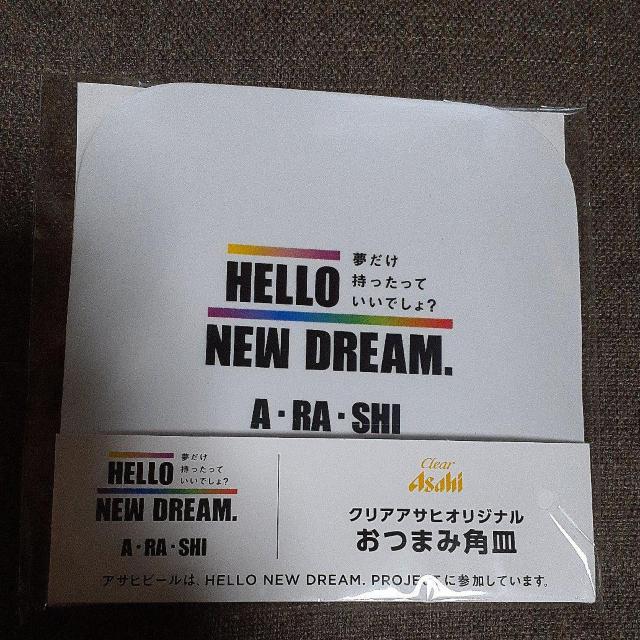 HELLO
夢だけ
持ったって
いいでしょ?
NEW DREAM.
A・RA・SHI
HELLO
夢だけ
持ったって
いいでしょ?
NEW DREAM.
A・RA・SHI
Clear
Asahi
クリアアサヒオリジナル
おつまみ角皿
アサヒビールは、HELLO NEW DREAM. PROJECTに参加しています。